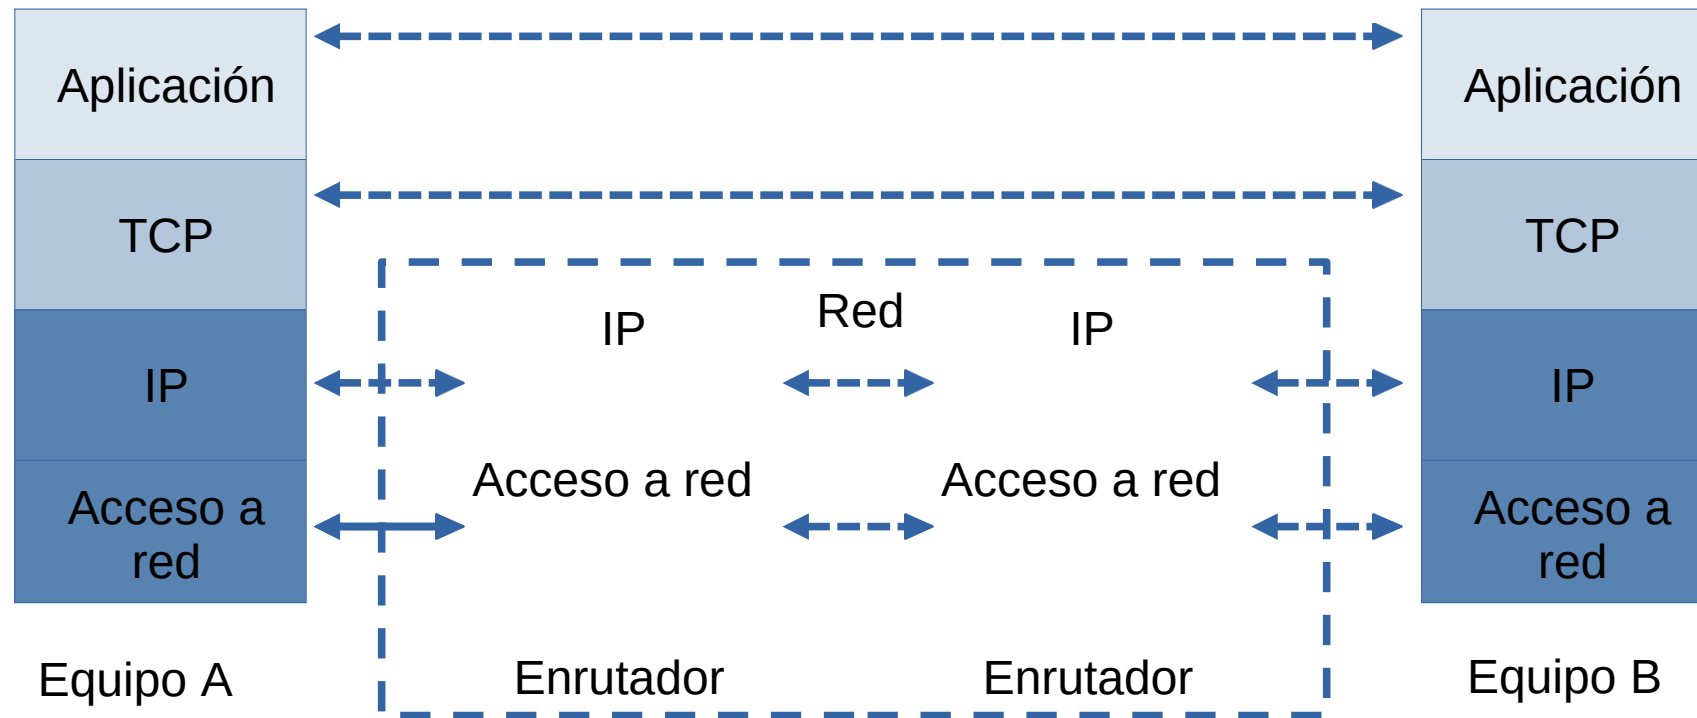 Aplicación
TCP
IP
Acceso a
red
Equipo A
Red
IP
Acceso a red
Enrutador
IP
Acceso a red
Enrutador
Aplicación
TCP
IP
Acceso a
red
Equipo B